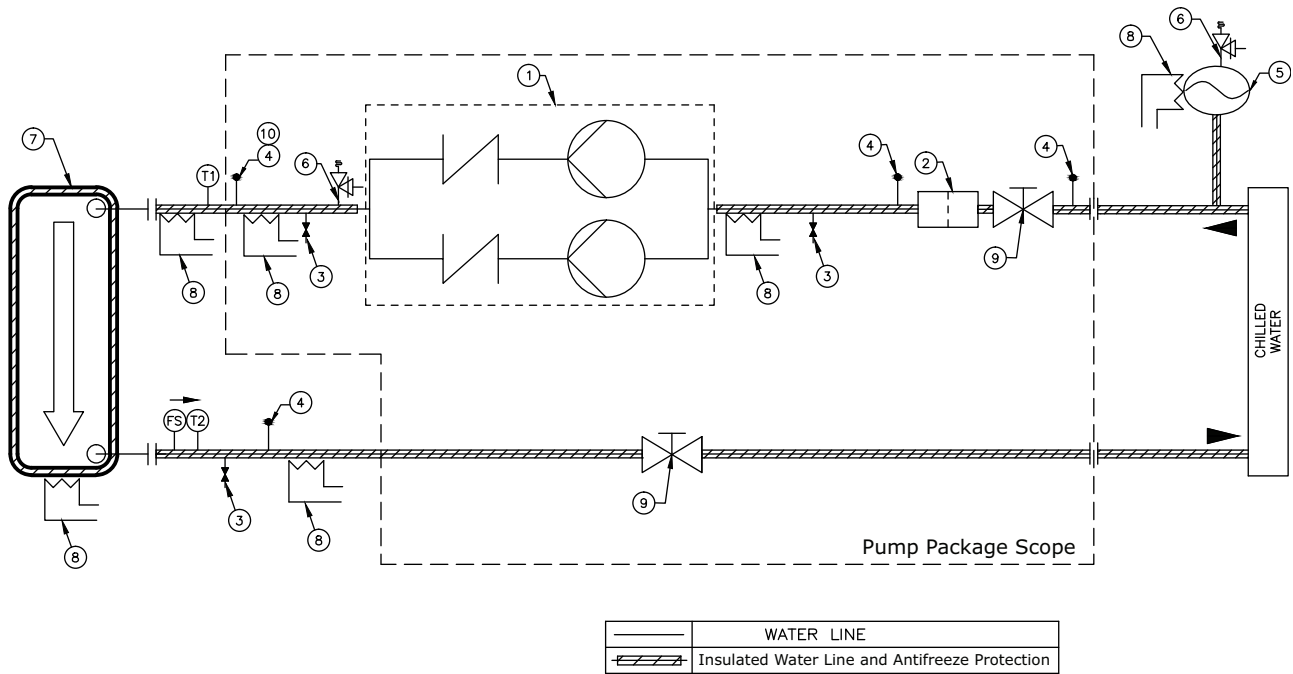 6
8
5
1
7
10
4
T1
6
4
2
4
8
8
3
8
3
9
CHILLED
WATER
FS
T2
4
3
8
9
8
Pump Package Scope
WATER LINE
Insulated Water Line and Antifreeze Protection